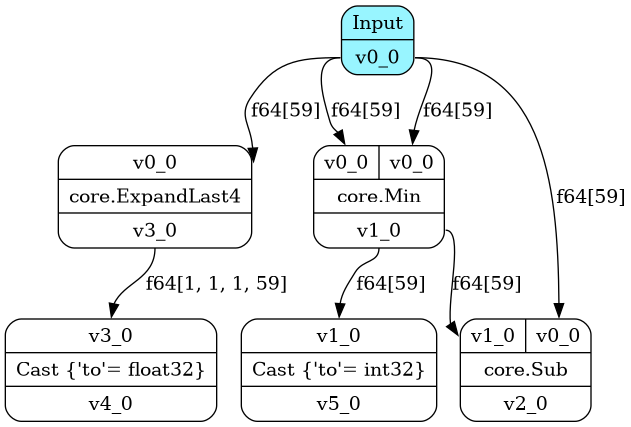 Input
v0_0
f64[59]
f64[59]
f64[59]
v0_0
core.ExpandLast4
v3_0
v0_0
v0_0
core.Min
v1_0
f64[59]
f64[1, 1, 1, 59]
f64[59]
f64[59]
v3_0
Cast {'to'= float32}
v4_0
v1_0
Cast {'to'= int32}
v5_0
v1_0
v0_0
core.Sub
v2_0